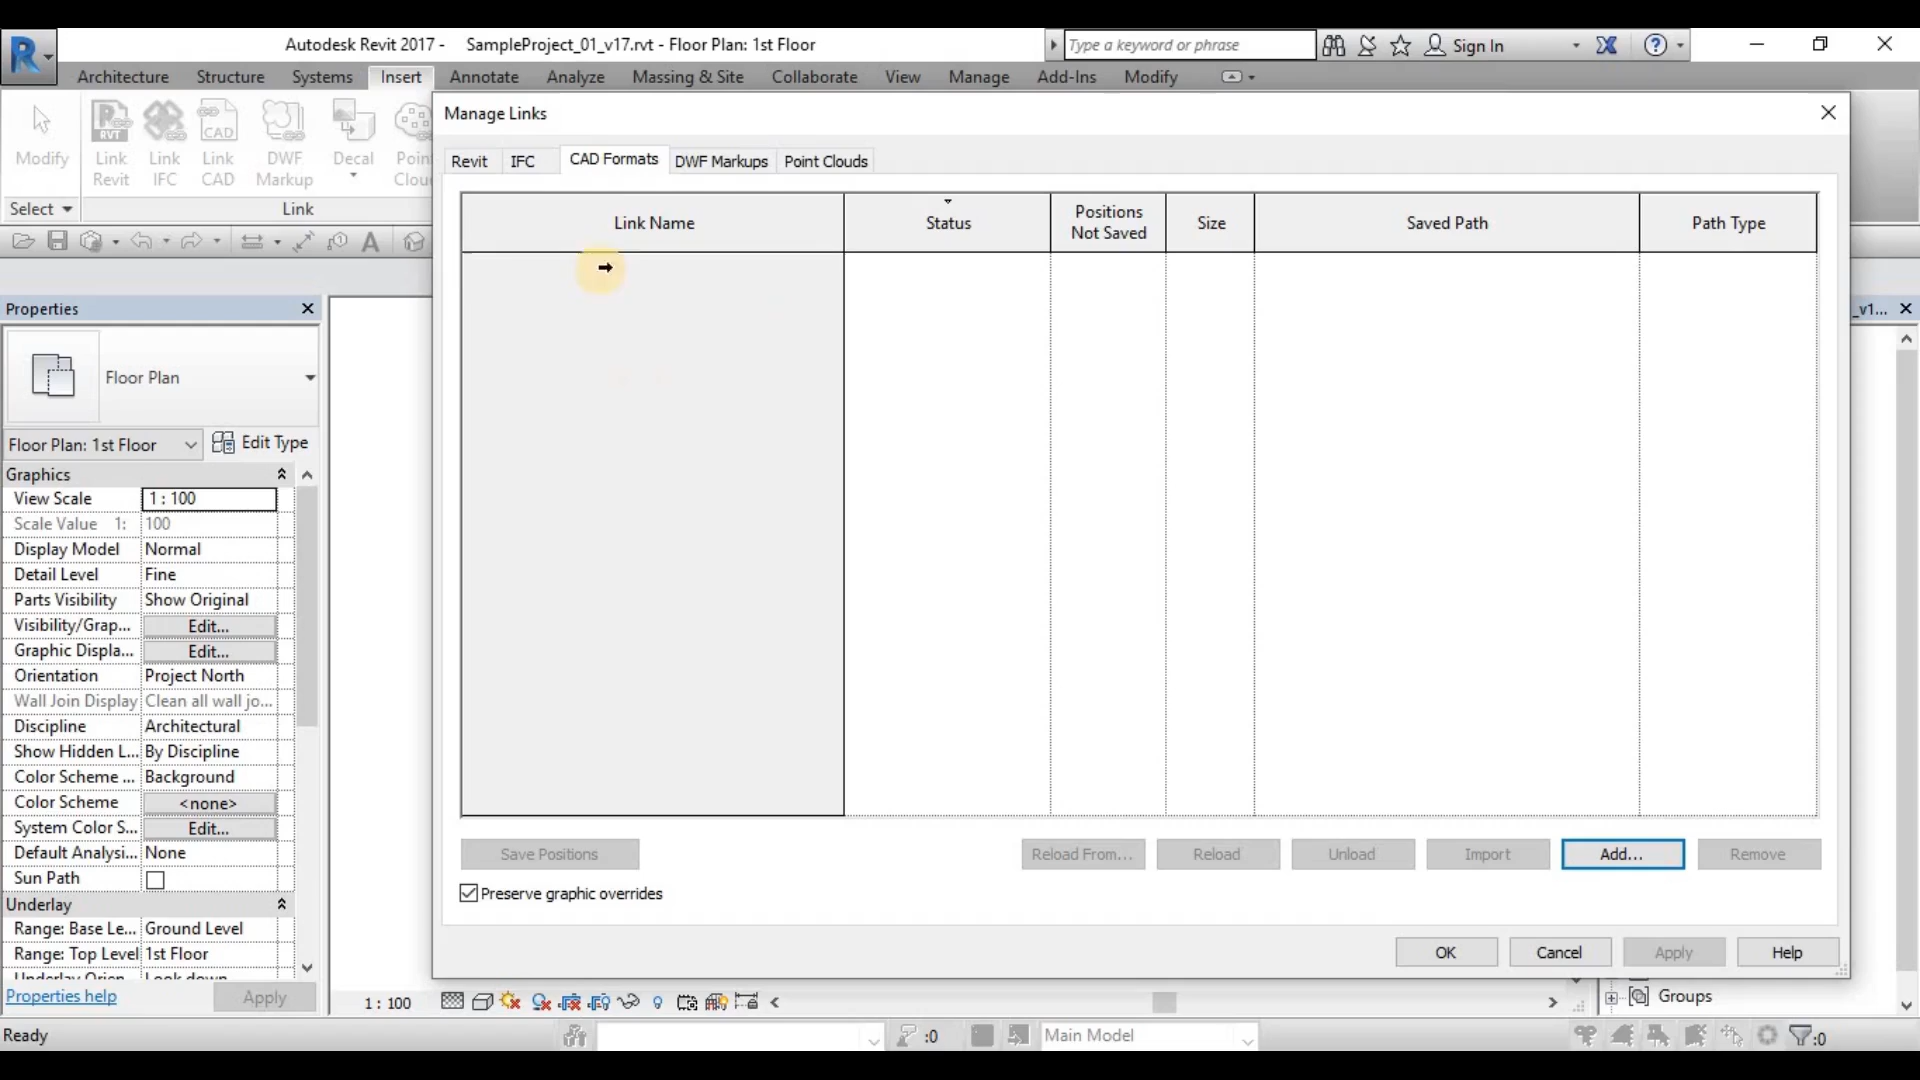 Autodesk Revit 2017 - SampleProject_01_v17.rvt - Floor Plan: 1st Floor
Type a keyword or phrase
Sign In
Architecture Structure Systems Insert Annotate Analyze Massing & Site Collaborate View Manage Add-Ins Modify
Modify
Link Revit
Link IFC
Link CAD
DWF Markup
Decal
Poin
Clou
Select
Link
Manage Links
Revit IFC CAD Formats DWF Markups Point Clouds
Link Name Status Positions Not Saved Size Saved Path Path Type
Save Positions Reload From... Reload Unload Import Add... Remove
Preserve graphic overrides
OK Cancel Apply Help
Properties
Floor Plan
Floor Plan: 1st Floor Edit Type
Graphics
View Scale 1 : 100
Scale Value 1: 100
Display Model Normal
Detail Level Fine
Parts Visibility Show Original
Visibility/Grap... Edit...
Graphic Displa... Edit...
Orientation Project North
Wall Join Display Clean all wall jo...
Discipline Architectural
Show Hidden L... By Discipline
Color Scheme ... Background
Color Scheme <none>
System Color S... Edit...
Default Analysi... None
Sun Path
Underlay
Range: Base Le... Ground Level
Range: Top Level 1st Floor
Underlay Orien... Look down
Properties help Apply
_v1...
1 : 100
Groups
Ready
:0
Main Model
:0